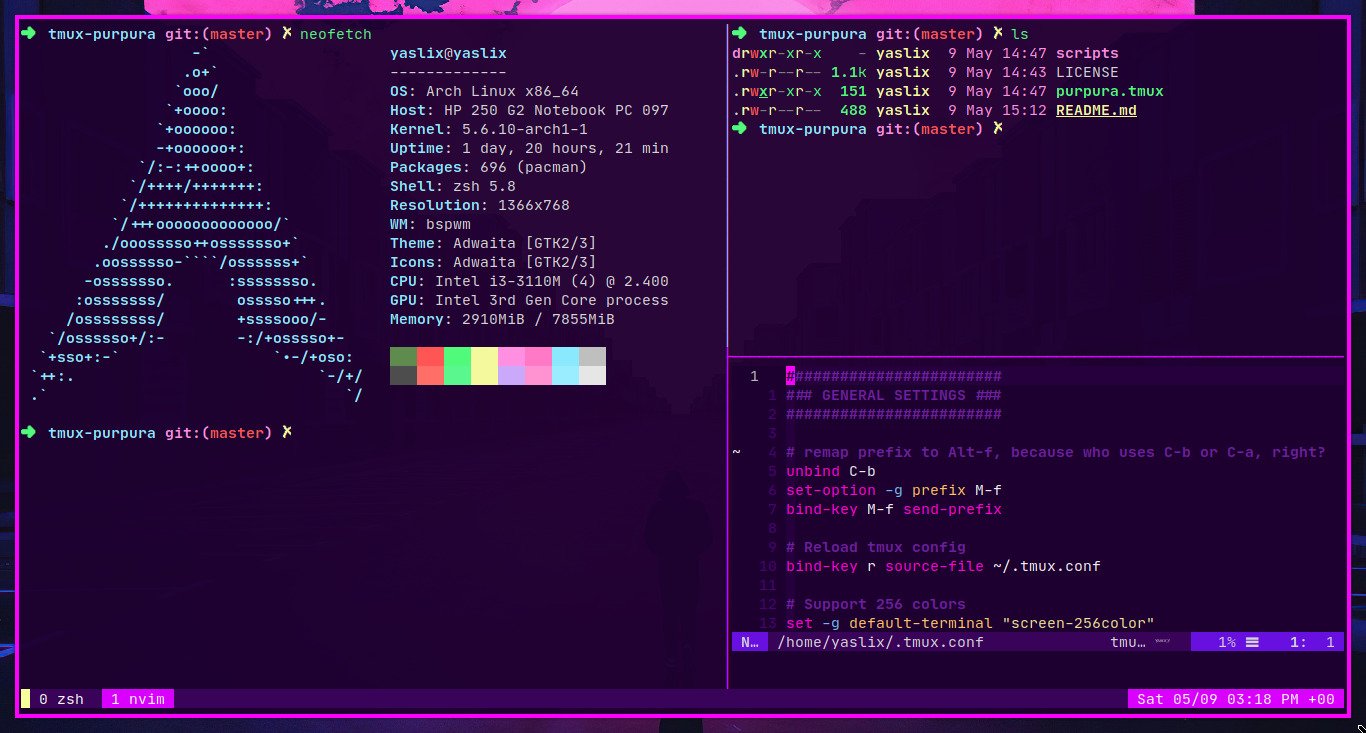 ➜ tmux-purpura git:(master) ✗ neofetch
-`
.o+`
`ooo/
`+oooo:
`+oooooo:
-+oooooo+:
`/:-:++oooo+:
`/++++/+++++++:
`/++++++++++++++:
`/+++ooooooooooooo/`
./ooosssso++osssssso+`
.oossssso-````/ossssss+`
-osssssso. :ssssssso.
:osssssss/ osssso+++.
/ossssssss/ +ssssooo/-
`/ossssso+/:- -:/+osssso+-
`+sso+:-` `.-/+oso:
`++:. `-/+/
.` `/
yaslix@yaslix
-------------
OS: Arch Linux x86_64
Host: HP 250 G2 Notebook PC 097
Kernel: 5.6.10-arch1-1
Uptime: 1 day, 20 hours, 21 min
Packages: 696 (pacman)
Shell: zsh 5.8
Resolution: 1366x768
WM: bspwm
Theme: Adwaita [GTK2/3]
Icons: Adwaita [GTK2/3]
CPU: Intel i3-3110M (4) @ 2.400
GPU: Intel 3rd Gen Core process
Memory: 2910MiB / 7855MiB
➜ tmux-purpura git:(master) ✗
➜ tmux-purpura git:(master) ✗ ls
drwxr-xr-x - yaslix 9 May 14:47 scripts
.rw-r--r-- 1.1k yaslix 9 May 14:43 LICENSE
.rwxr-xr-x 151 yaslix 9 May 14:47 purpura.tmux
.rw-r--r-- 488 yaslix 9 May 15:12 README.md
➜ tmux-purpura git:(master) ✗
1 ########################
1 ### GENERAL SETTINGS ###
2 ########################
3
~ 4 # remap prefix to Alt-f, because who uses C-b or C-a, right?
5 unbind C-b
6 set-option -g prefix M-f
7 bind-key M-f send-prefix
8
9 # Reload tmux config
10 bind-key r source-file ~/.tmux.conf
11
12 # Support 256 colors
13 set -g default-terminal "screen-256color"
N… /home/yaslix/.tmux.conf tmu… 1% ☰ 1: 1
0 zsh 1 nvim Sat 05/09 03:18 PM +00